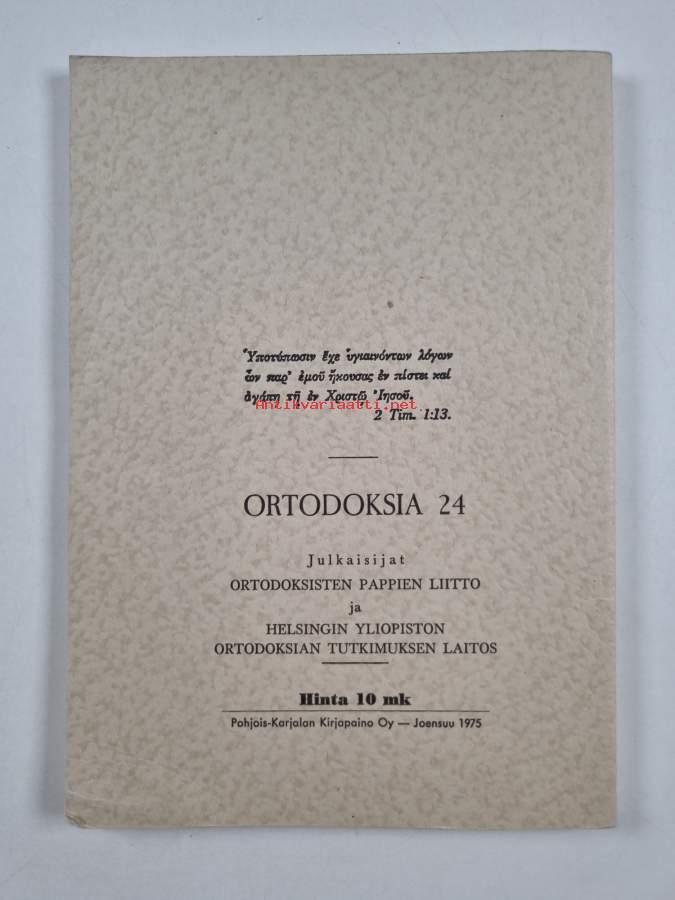 Ὑποτύπωσιν ἔχε ὑγιαινόντων λόγων
ὧν παρ' ἐμοῦ ἤκουσας ἐν πίστει καὶ
ἀγάπῃ τῇ ἐν Χριστῷ Ἰησοῦ.
Antikvariaatti.net
2 Tim. 1:13.
ORTODOKSIA 24
Julkaisijat
ORTODOKSISTEN PAPPIEN LIITTO
ja
HELSINGIN YLIOPISTON
ORTODOKSIAN TUTKIMUKSEN LAITOS
Hinta 10 mk
Pohjois-Karjalan Kirjapaino Oy — Joensuu 1975